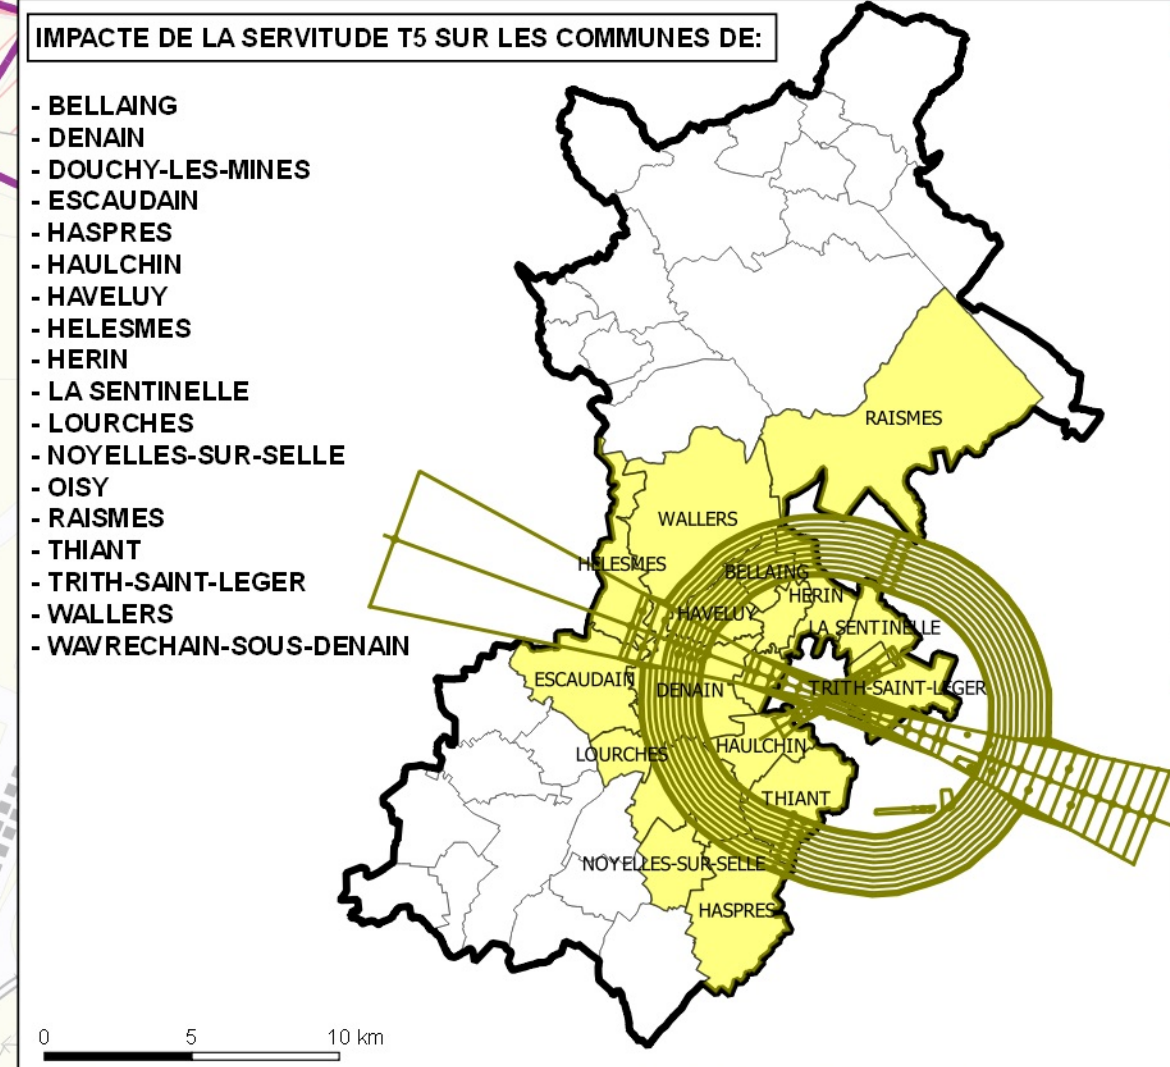 IMPACTE DE LA SERVITUDE T5 SUR LES COMMUNES DE:
- BELLAING
- DENAIN
- DOUCHY-LES-MINES
- ESCAUDAIN
- HASPRES
- HAULCHIN
- HAVELUY
- HELESMES
- HERIN
- LA SENTINELLE
- LOURCHES
- NOYELLES-SUR-SELLE
- OISY
- RAISMES
- THIANT
- TRITH-SAINT-LEGER
- WALLERS
- WAVRECHAIN-SOUS-DENAIN
RAISMES
WALLERS
HELESMES
BELLAING
HERIN
HAVELUY
LA SENTINELLE
ESCAUDAIN
DENAIN
TRITH-SAINT-LEGER
HAULCHIN
LOURCHES
THIANT
NOYELLES-SUR-SELLE
HASPRES
0 5 10 km